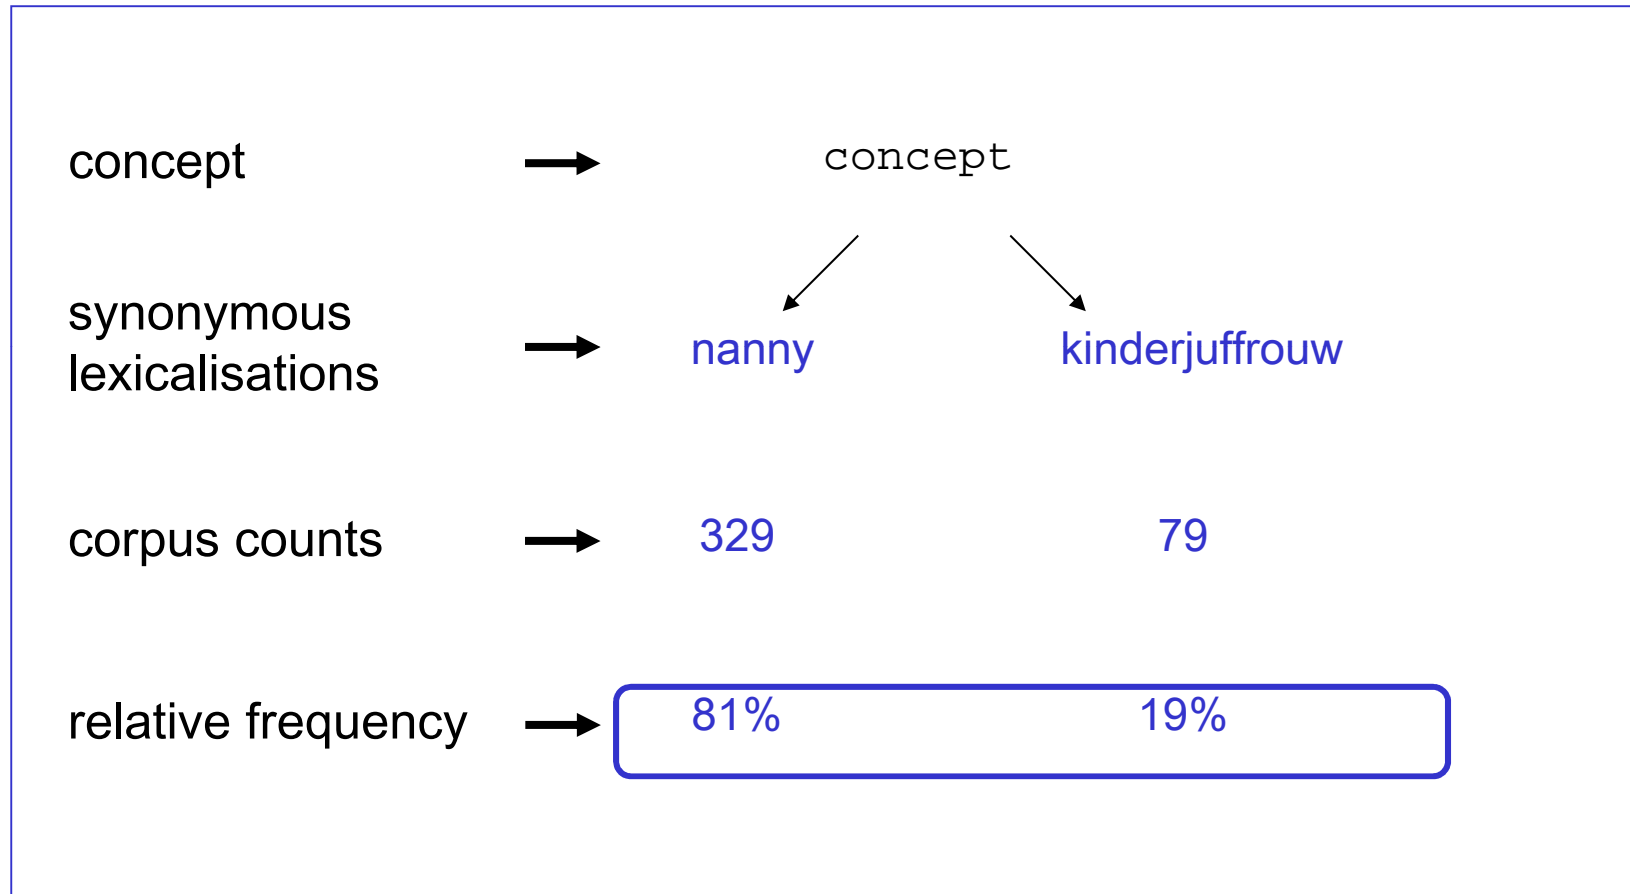 concept concept
synonymous
lexicalisations nanny kinderjuffrouw
corpus counts 329 79
relative frequency 81% 19%